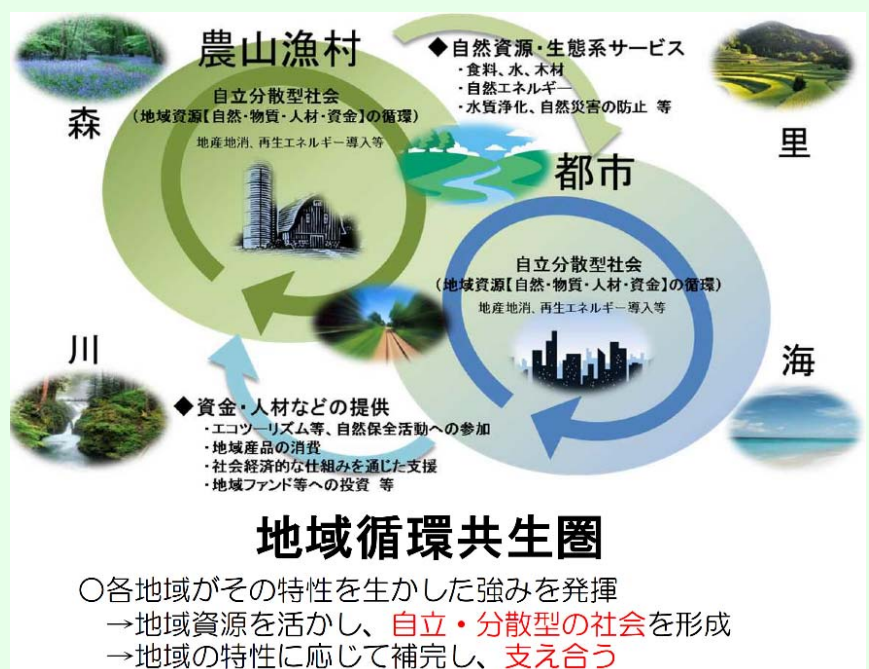 農山漁村
◆自然資源・生態系サービス
・食料、水、木材
・自然エネルギー
・水質浄化、自然災害の防止 等
自立分散型社会
(地域資源【自然・物質・人材・資金】の循環)
地産地消、再生エネルギー導入等
森
里
都市
自立分散型社会
(地域資源【自然・物質・人材・資金】の循環)
地産地消、再生エネルギー導入等
川
海
◆資金・人材などの提供
・エコツーリズム等、自然保全活動への参加
・地域産品の消費
・社会経済的な仕組みを通じた支援
・地域ファンド等への投資 等
地域循環共生圏
〇各地域がその特性を生かした強みを発揮
→地域資源を活かし、自立・分散型の社会を形成
→地域の特性に応じて補完し、支え合う